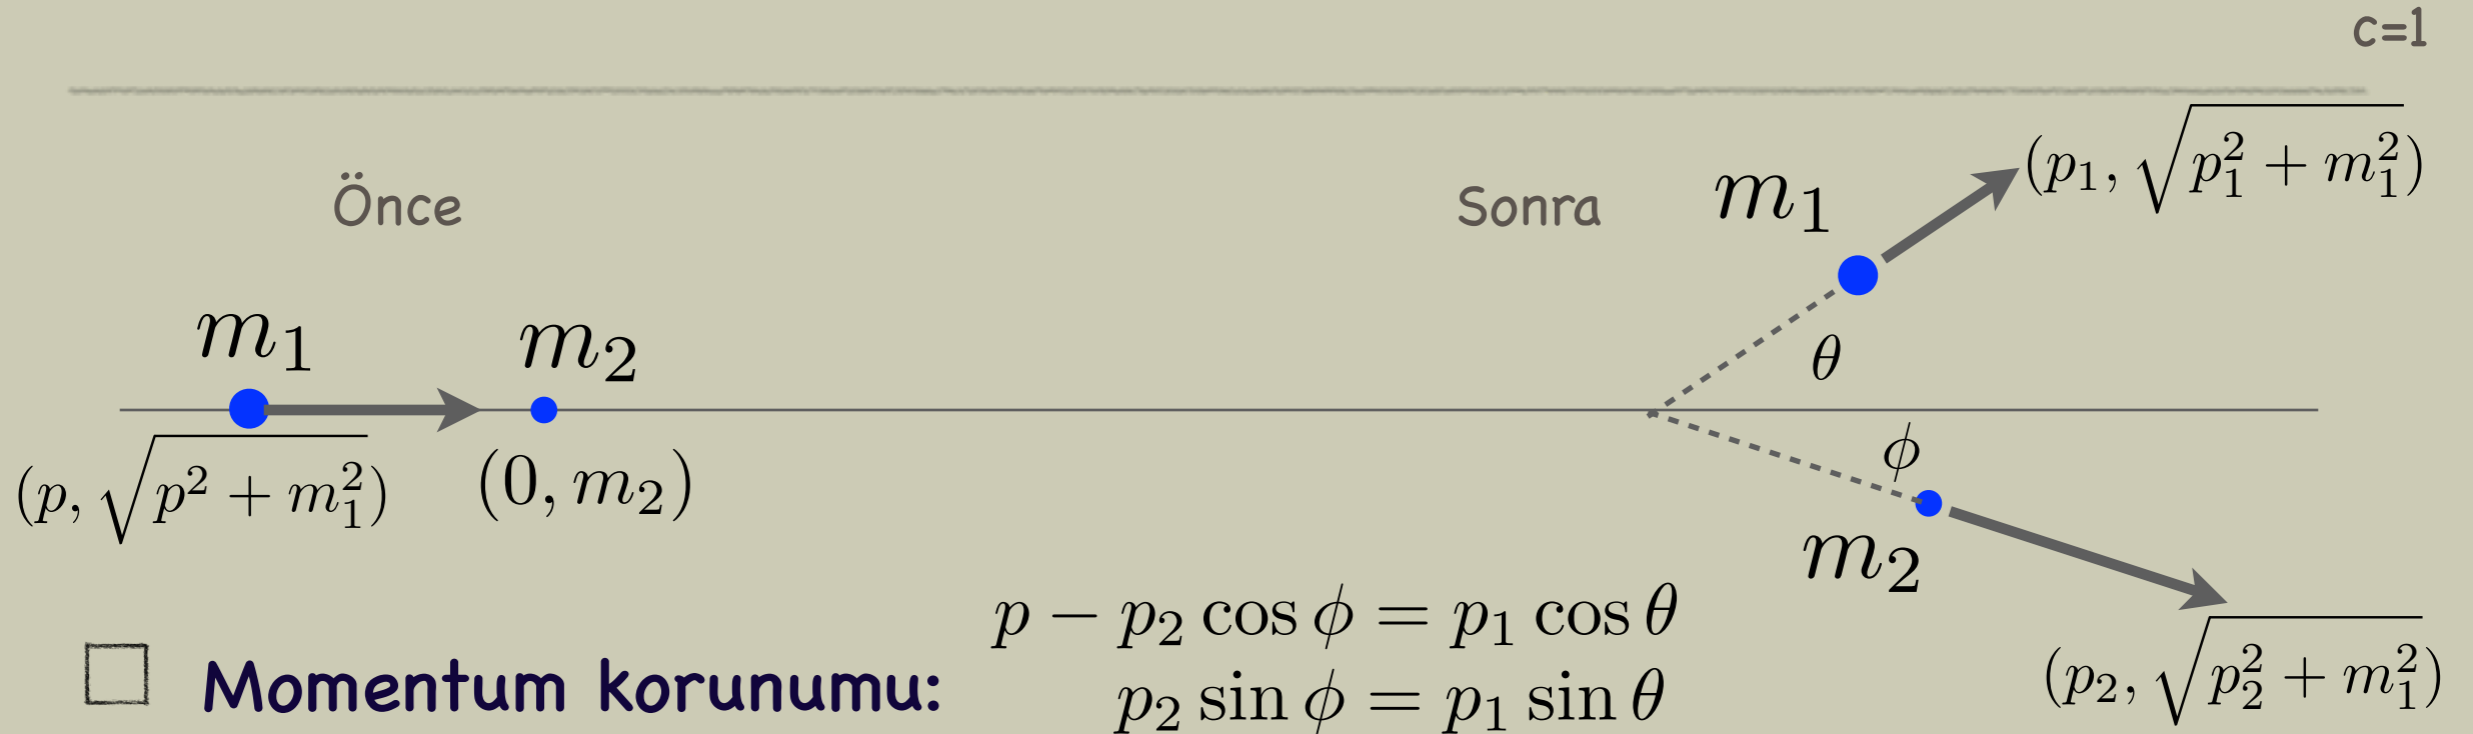 c=1
Önce
Sonra
m₁
(p₁, √(p₁² + m₁²))
m₁
m₂
θ
(p, √(p² + m₁²))
(0, m₂)
ϕ
m₂
p − p₂ cos ϕ = p₁ cos θ
(p₂, √(p₂² + m₁²))
Momentum korunumu:
p₂ sin ϕ = p₁ sin θ